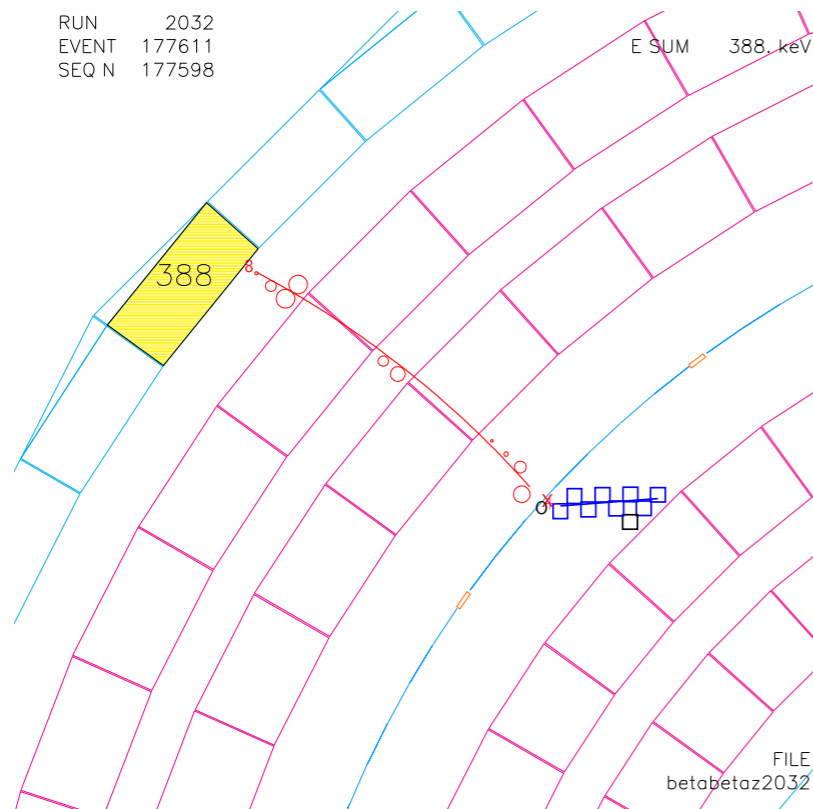 RUN 2032
EVENT 177611
SEQ N 177598
E SUM 388. keV
388
FILE
betabetaz2032